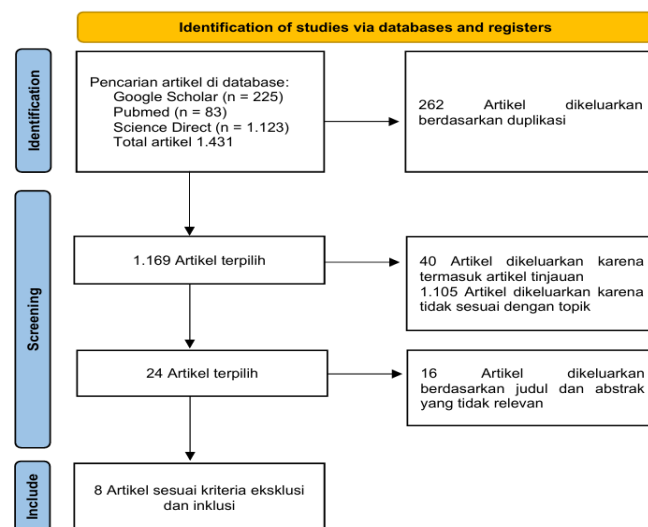 Identification of studies via databases and registers
Identification
Pencarian artikel di database:
Google Scholar (n = 225)
Pubmed (n = 83)
Science Direct (n = 1.123)
Total artikel 1.431
262 Artikel dikeluarkan
berdasarkan duplikasi
Screening
1.169 Artikel terpilih
40 Artikel dikeluarkan karena
termasuk artikel tinjauan
1.105 Artikel dikeluarkan karena
tidak sesuai dengan topik
24 Artikel terpilih
16 Artikel dikeluarkan
berdasarkan judul dan abstrak
yang tidak relevan
Include
8 Artikel sesuai kriteria eksklusi
dan inklusi